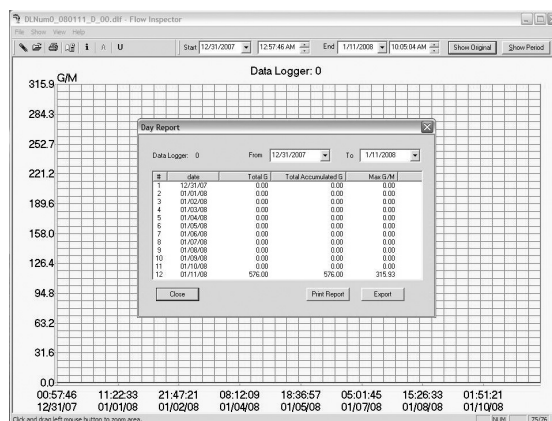 DLNum0_080111_D_00.dlf - Flow Inspector
File Show View Help
i A U Start 12/31/2007 12:57:46 AM End 1/11/2008 10:05:04 AM Show Original Show Period
Data Logger: 0
G/M
315.9
284.3
252.7
221.2
189.6
158.0
126.4
94.8
63.2
31.6
0.0
Day Report
Data Logger: 0 From 12/31/2007 To 1/11/2008
# date Total G Total Accumulated G Max G/M
1 12/31/07 0.00 0.00 0.00
2 01/01/08 0.00 0.00 0.00
3 01/02/08 0.00 0.00 0.00
4 01/03/08 0.00 0.00 0.00
5 01/04/08 0.00 0.00 0.00
6 01/05/08 0.00 0.00 0.00
7 01/06/08 0.00 0.00 0.00
8 01/07/08 0.00 0.00 0.00
9 01/08/08 0.00 0.00 0.00
10 01/09/08 0.00 0.00 0.00
11 01/10/08 0.00 0.00 0.00
12 01/11/08 576.00 576.00 315.93
Close Print Report Export
00:57:46 11:22:33 21:47:21 08:12:09 18:36:57 05:01:45 15:26:33 01:51:21
12/31/07 01/01/08 01/02/08 01/04/08 01/05/08 01/07/08 01/08/08 01/10/08
Click and drag left mouse button to zoom area. NUM 75/76